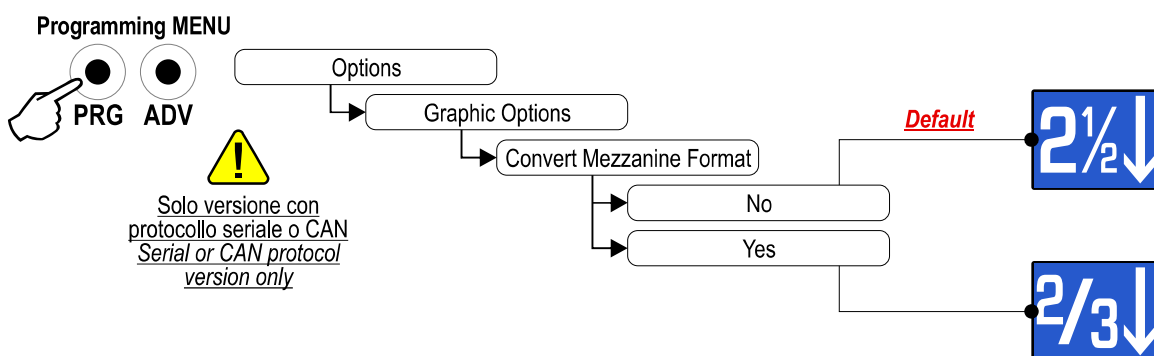 Programming MENU
PRG ADV
Options
Graphic Options
Convert Mezzanine Format
No
Yes
Default
Solo versione con
protocollo seriale o CAN
Serial or CAN protocol
version only
2½
2/3